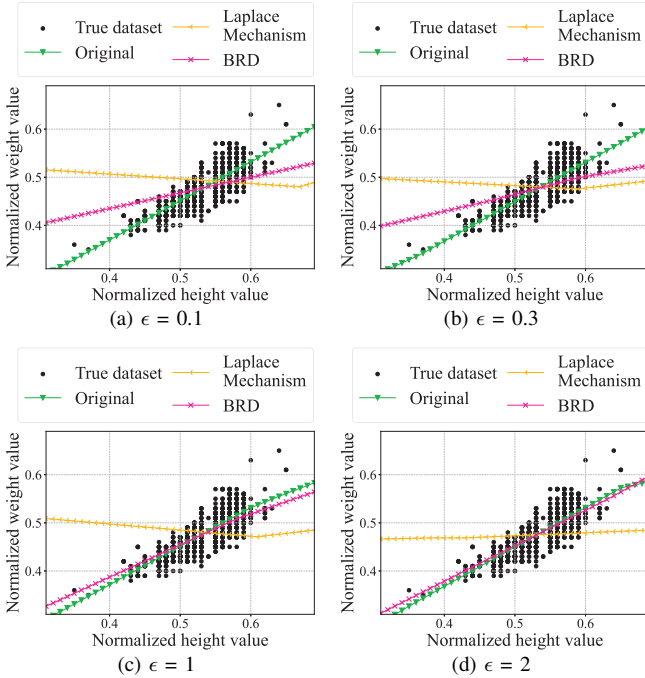 True dataset
Original
Laplace
Mechanism
BRD
True dataset
Original
Laplace
Mechanism
BRD
Normalized weight value
0.6
0.5
0.4
0.4 0.5 0.6
Normalized height value
(a) ϵ = 0.1
Normalized weight value
0.6
0.5
0.4
0.4 0.5 0.6
Normalized height value
(b) ϵ = 0.3
True dataset
Original
Laplace
Mechanism
BRD
True dataset
Original
Laplace
Mechanism
BRD
Normalized weight value
0.6
0.5
0.4
0.4 0.5 0.6
Normalized height value
(c) ϵ = 1
Normalized weight value
0.6
0.5
0.4
0.4 0.5 0.6
Normalized height value
(d) ϵ = 2